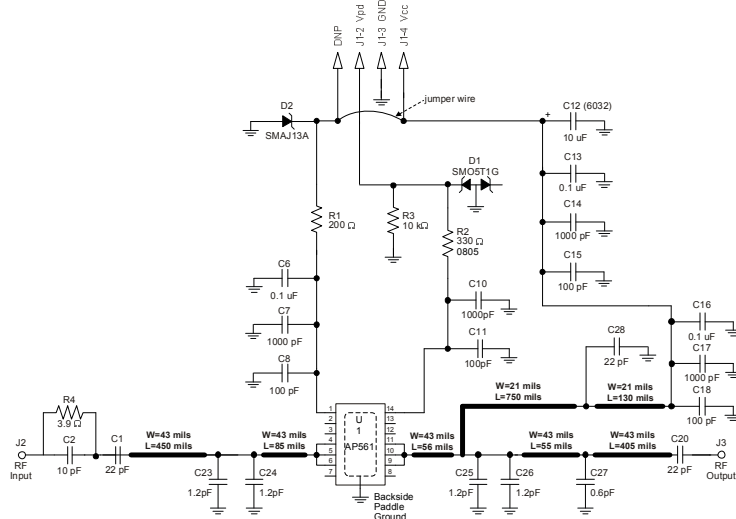 DNP
J1-2 Vpd
J1-3 GND
J1-4 Vcc
jumper wire
D2
SMAJ13A
+
C12 (6032)
10 uF
C13
0.1 uF
C14
1000 pF
C15
100 pF
D1
SMO5T1G
R1
200 Ω
R3
10 kΩ
R2
330 Ω
0805
C6
0.1 uF
C7
1000 pF
C8
100 pF
C10
1000pF
C11
100pF
C28
22 pF
C16
0.1 uF
C17
1000 pF
C18
100 pF
W=21 mils
L=750 mils
W=21 mils
L=130 mils
R4
3.9 Ω
J2
RF
Input
C2
10 pF
C1
22 pF
W=43 mils
L=450 mils
W=43 mils
L=85 mils
C23
1.2pF
C24
1.2pF
1
2
3
4
5
6
7
U
1
AP561
14
13
12
11
10
9
8
Backside
Paddle
Ground
W=43 mils
L=56 mils
W=43 mils
L=55 mils
W=43 mils
L=405 mils
C25
1.2pF
C26
1.2pF
C27
0.6pF
C20
22 pF
J3
RF
Output